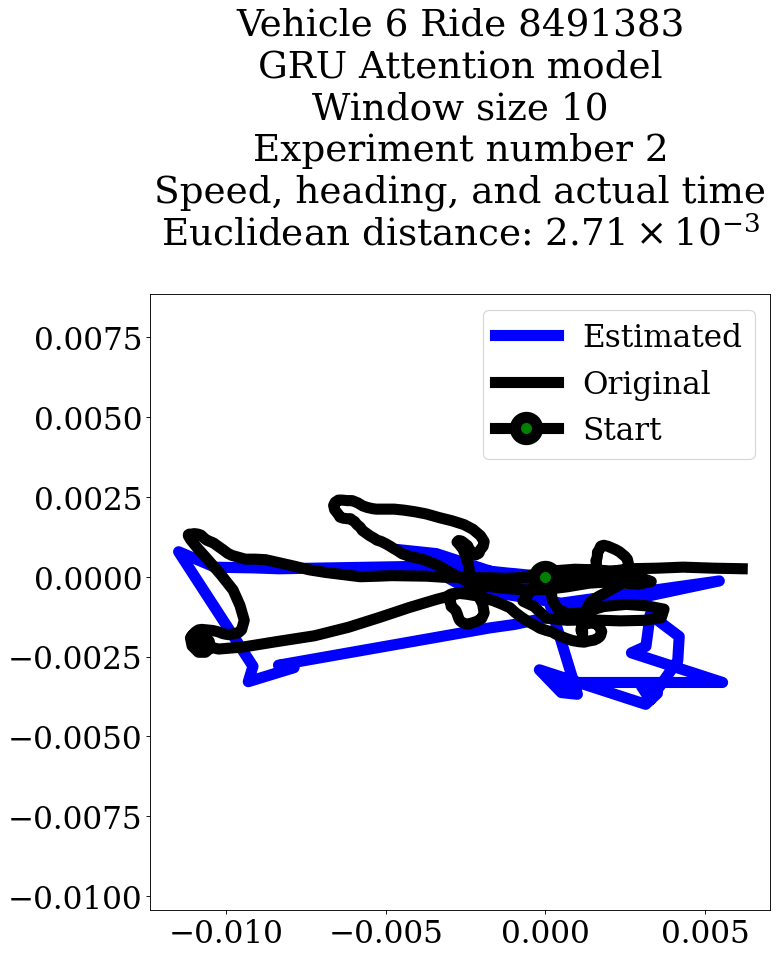 Vehicle 6 Ride 8491383
GRU Attention model
Window size 10
Experiment number 2
Speed, heading, and actual time
Euclidean distance: 2.71 × 10⁻³
Estimated
Original
Start
0.0075
0.0050
0.0025
0.0000
−0.0025
−0.0050
−0.0075
−0.0100
−0.010
−0.005
0.000
0.005